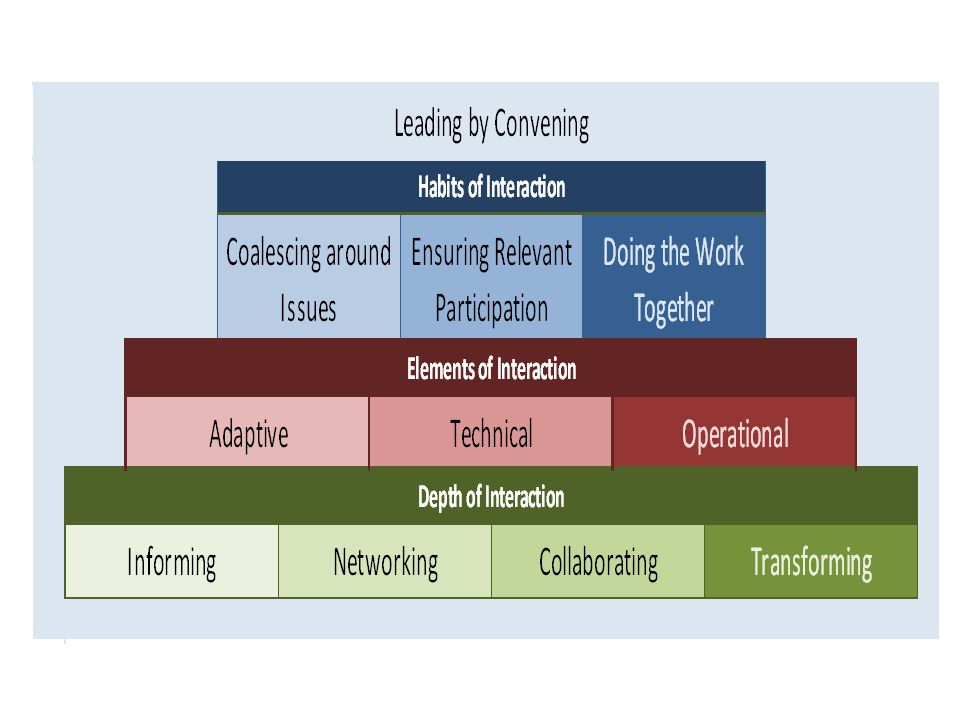 Leading by Convening
Habits of Interaction
Coalescing around Issues
Ensuring Relevant Participation
Doing the Work Together
Elements of Interaction
Adaptive
Technical
Operational
Depth of Interaction
Informing
Networking
Collaborating
Transforming